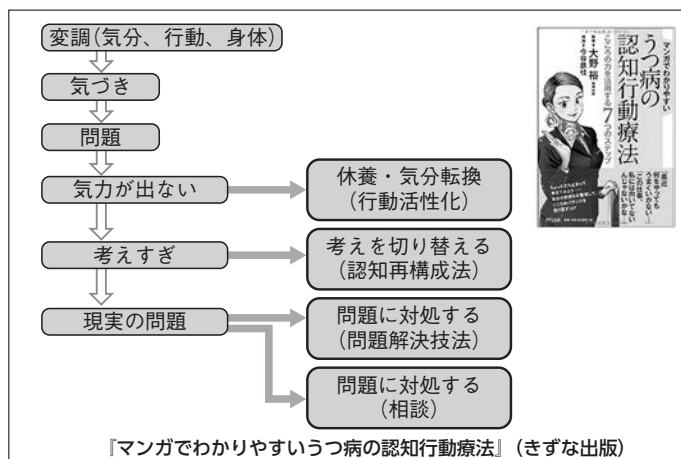 変調(気分、行動、身体)
気づき
問題
気力が出ない
休養・気分転換
(行動活性化)
考えすぎ
考えを切り替える
(認知再構成法)
現実の問題
問題に対処する
(問題解決技法)
問題に対処する
(相談)
マンガでわかりやすい
うつ病の
認知行動療法
こころの力を活用する7つのステップ
大野 裕
『マンガでわかりやすいうつ病の認知行動療法』(きずな出版)